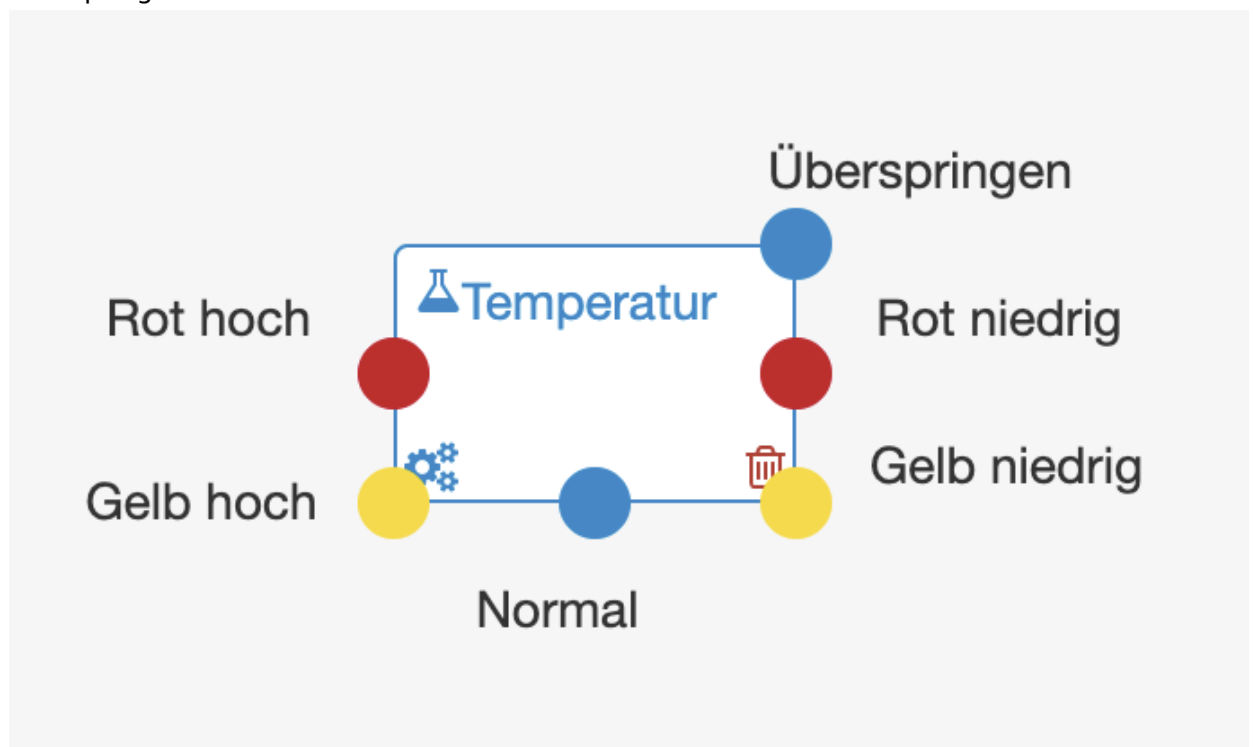 Überspringen
Temperatur
Rot hoch
Rot niedrig
Gelb hoch
Gelb niedrig
Normal